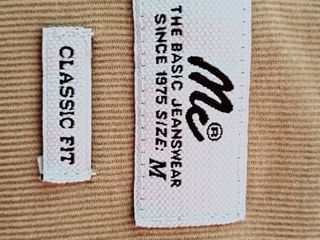 Mc®
THE BASIC JEANSWEAR
SINCE 1975 SIZE: M
CLASSIC FIT